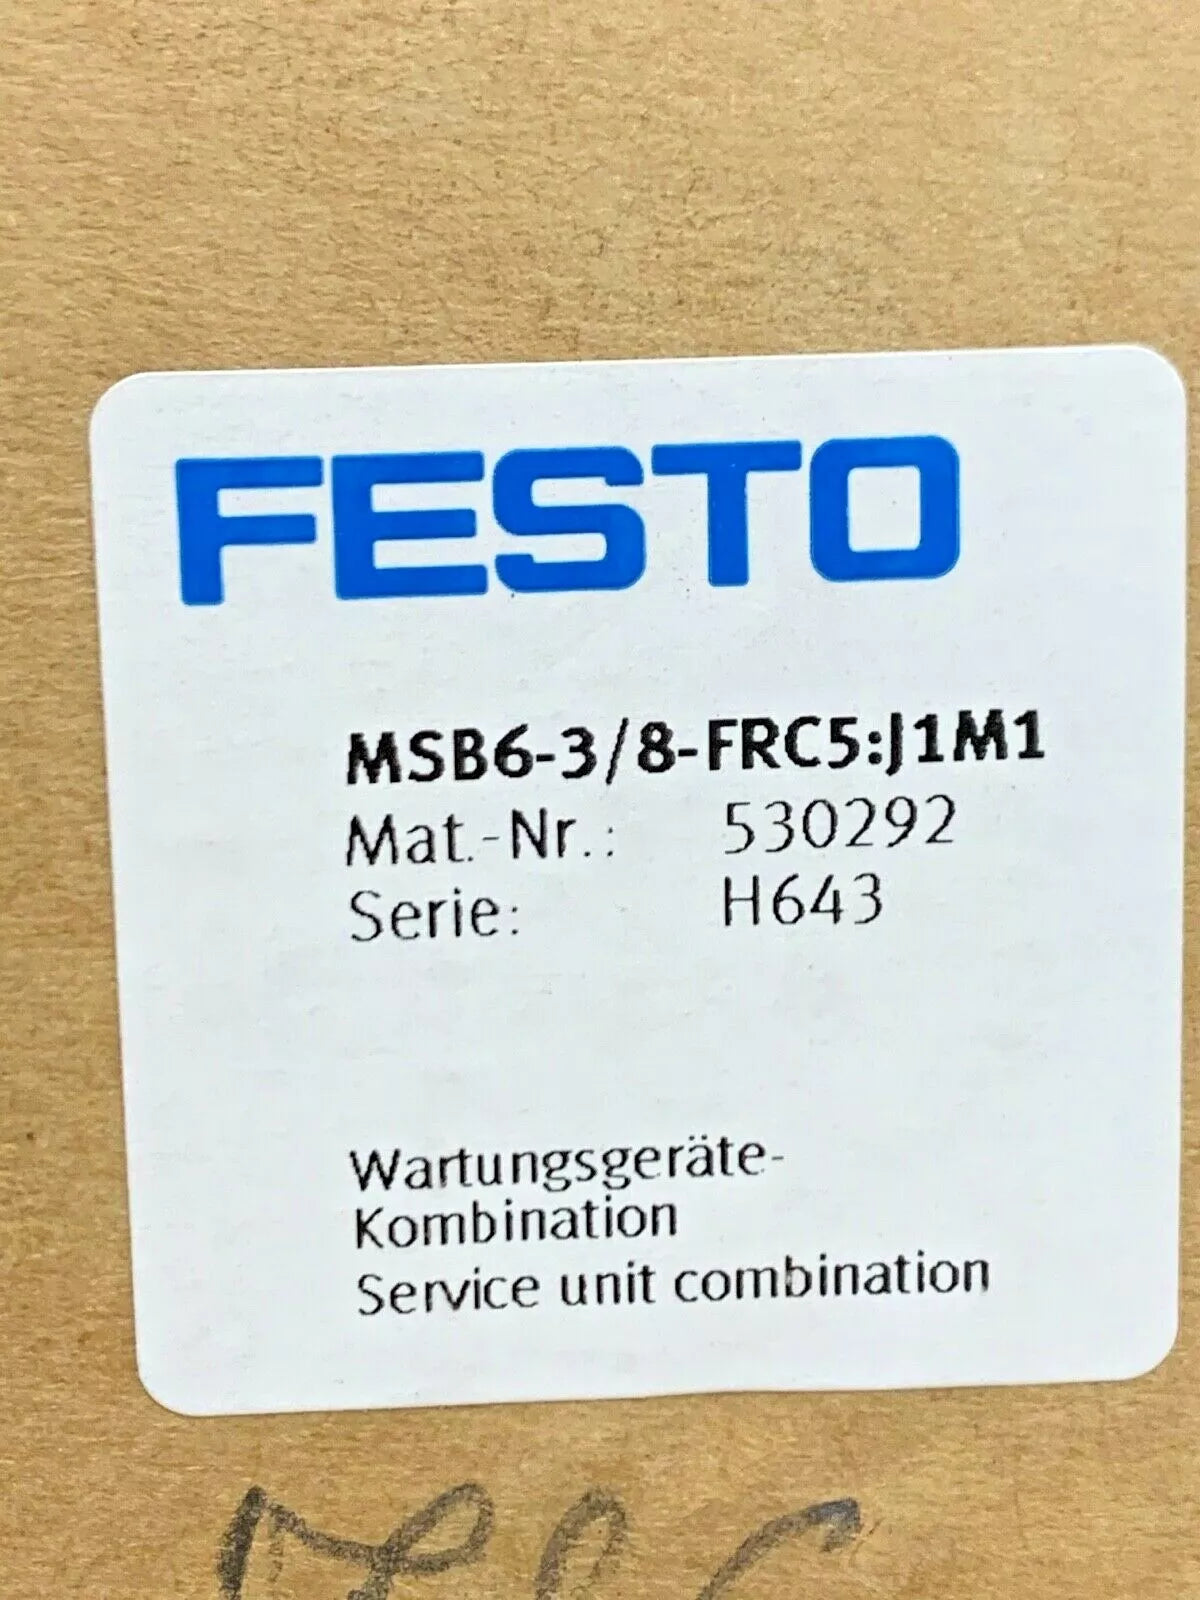 FESTO
MSB6-3/8-FRC5:J1M1
Mat.-Nr.: 530292
Serie: H643
Wartungsgeräte-
Kombination
Service unit combination